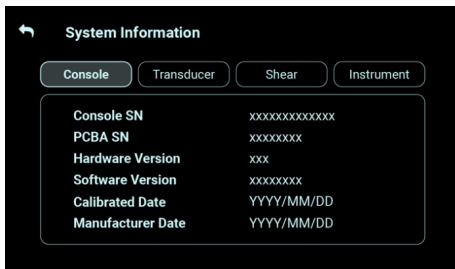 System Information
Console Transducer Shear Instrument
Console SN xxxxxxxxxxxxx
PCBA SN xxxxxxxx
Hardware Version xxx
Software Version xxxxxxxx
Calibrated Date YYYY/MM/DD
Manufacturer Date YYYY/MM/DD